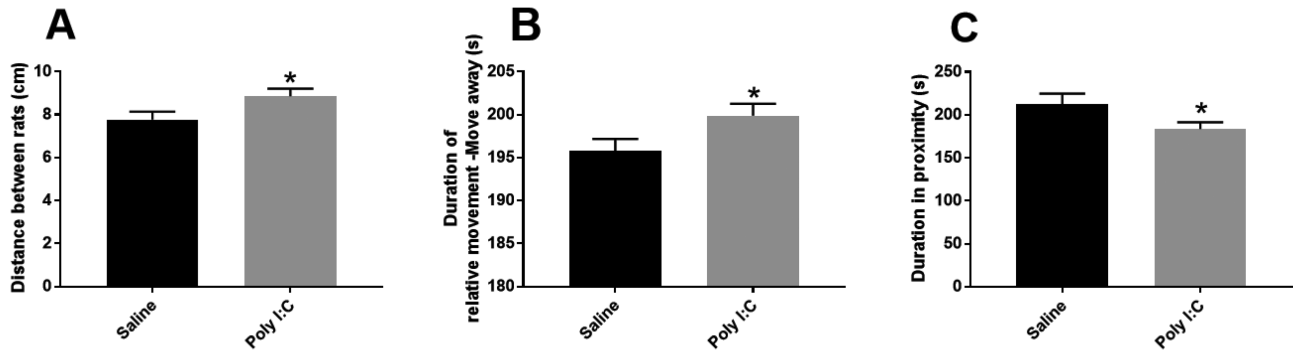 A
Distance between rats (cm)
10
8
6
4
2
0
*
Saline
Poly I:C
B
Duration of
relative movement -Move away (s)
205
200
195
190
185
180
*
Saline
Poly I:C
C
Duration in proximity (s)
250
200
150
100
50
0
*
Saline
Poly I:C